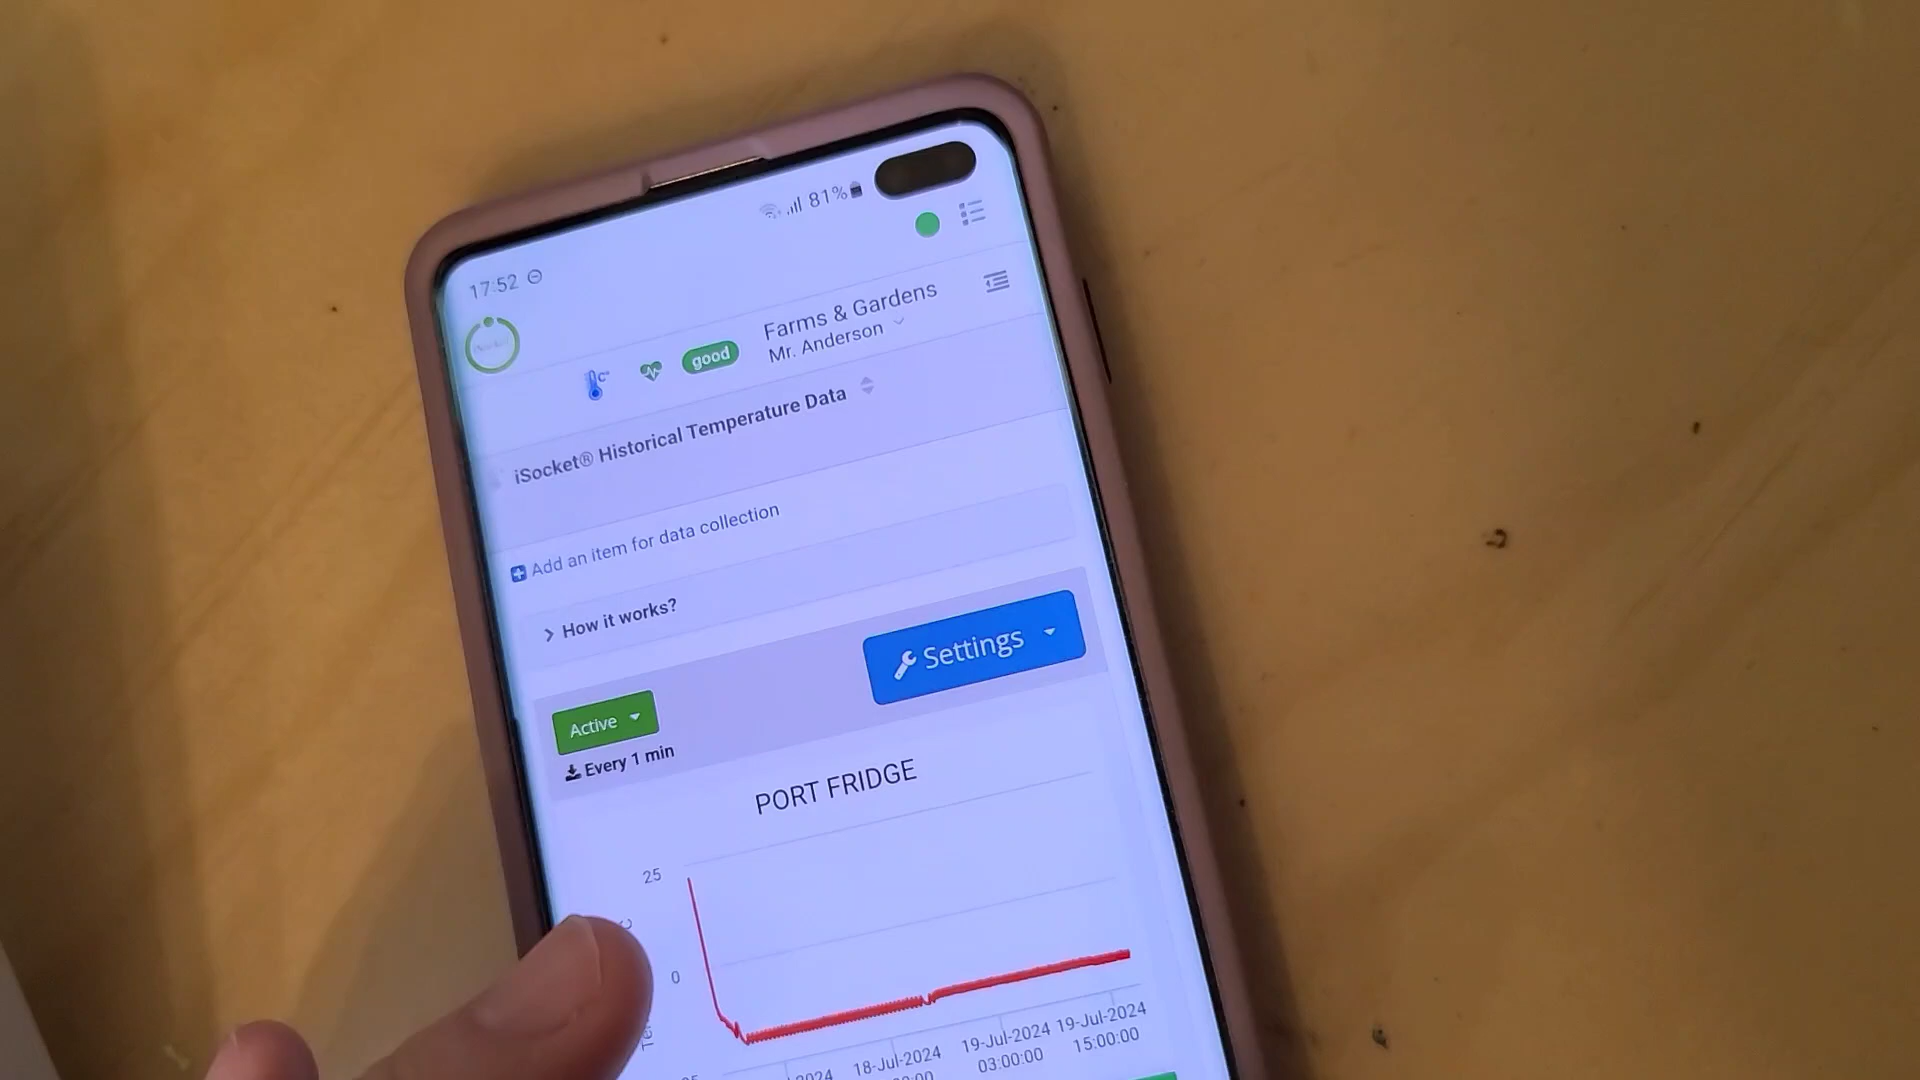 17:52
81%
Farms & Gardens
Mr. Anderson
good
C°
iSocket® Historical Temperature Data
Add an item for data collection
How it works?
Settings
Active
Every 1 min
PORT FRIDGE
25
0
18-Jul-2024
19-Jul-2024
03:00:00
19-Jul-2024
15:00:00